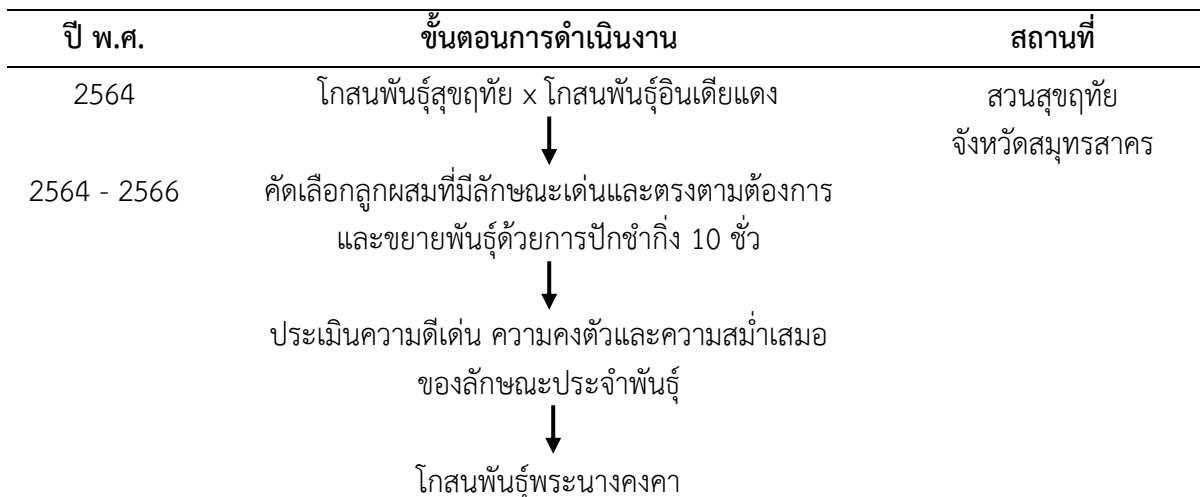 ปี พ.ศ. ขั้นตอนการดำเนินงาน สถานที่
2564 โกสนพันธุ์สุขฤทัย x โกสนพันธุ์อินเดียแดง สวนสุขฤทัย
จังหวัดสมุทรสาคร
2564 - 2566 คัดเลือกลูกผสมที่มีลักษณะเด่นและตรงตามต้องการ
และขยายพันธุ์ด้วยการปักชำกิ่ง 10 ชั่ว
ประเมินความดีเด่น ความคงตัวและความสม่ำเสมอ
ของลักษณะประจำพันธุ์
โกสนพันธุ์พระนางคงคา